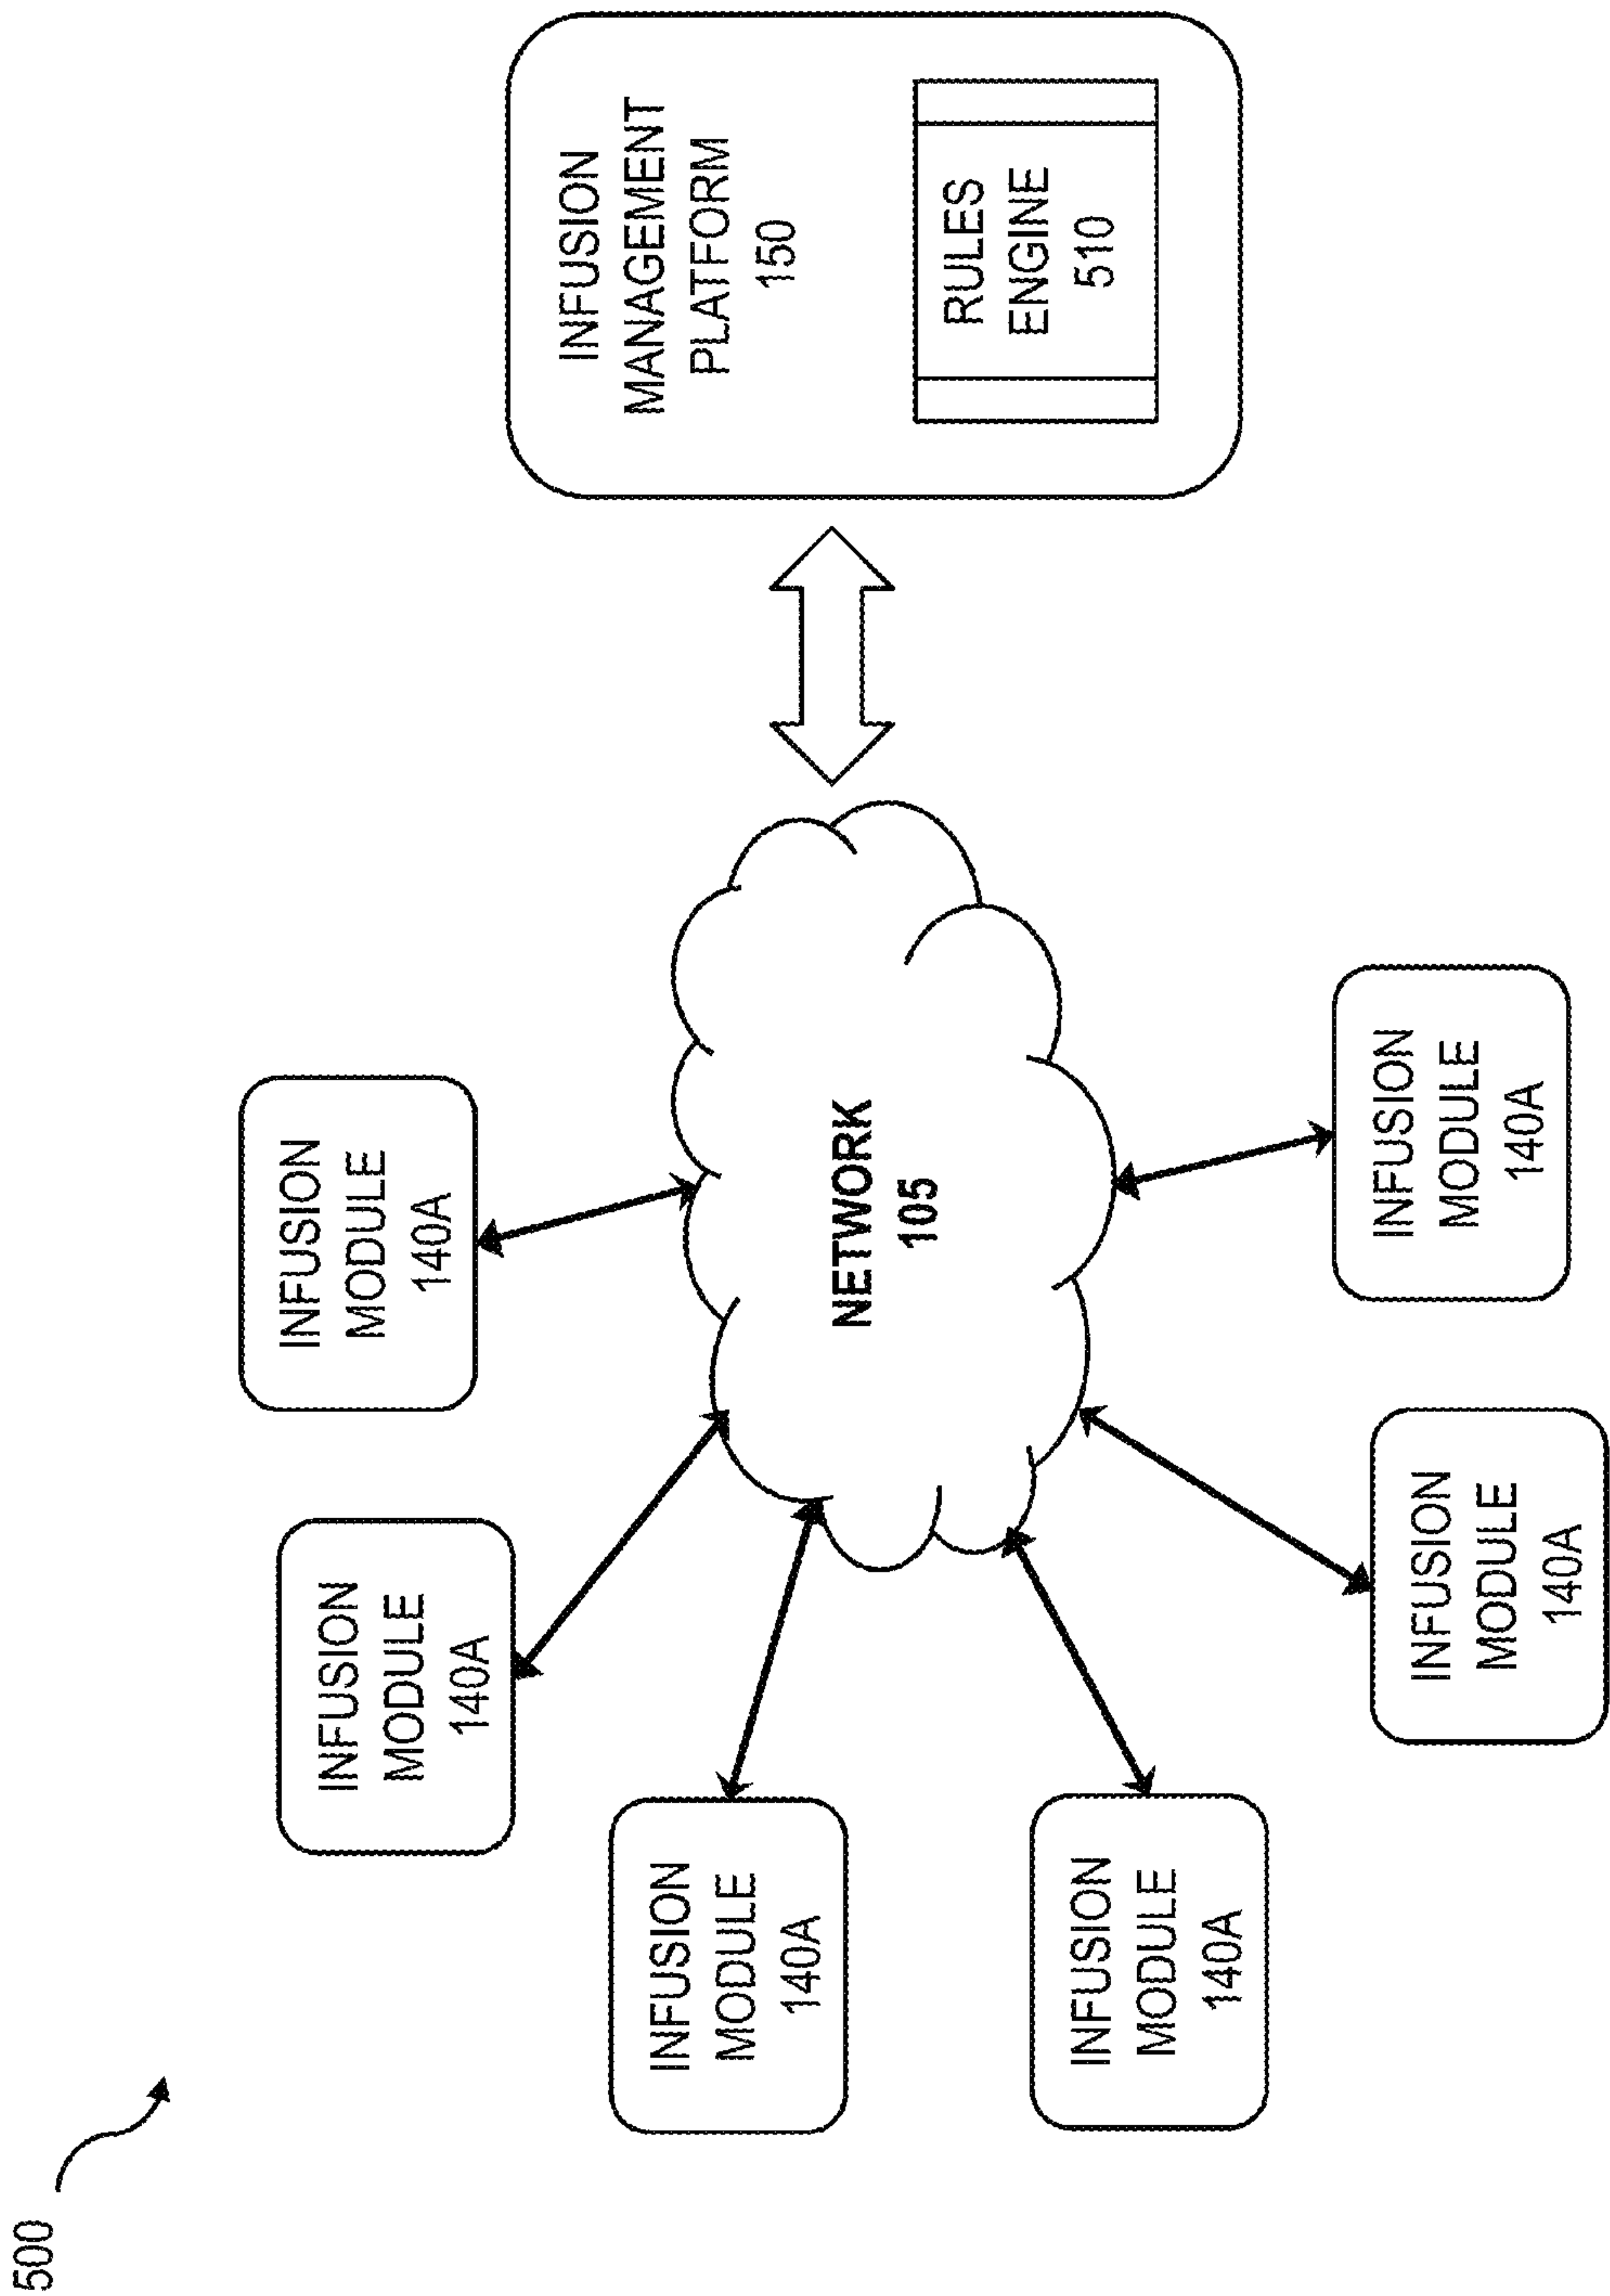 500
INFUSION
MODULE
140A
INFUSION
MODULE
140A
INFUSION
MODULE
140A
INFUSION
MODULE
140A
INFUSION
MODULE
140A
INFUSION
MODULE
140A
NETWORK
105
INFUSION
MANAGEMENT
PLATFORM
150
RULES
ENGINE
510